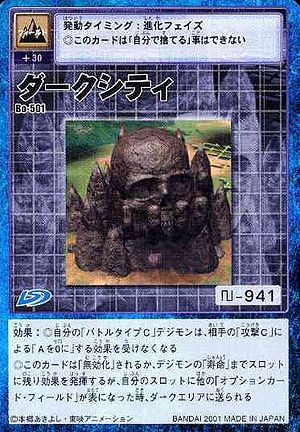 発動タイミング：進化フェイズ
◎このカードは「自分で捨てる」事はできない
+30
ダークシティ
Bo-501
-941
効果：◎自分の「バトルタイプC」デジモンは、相手の「攻撃C」に
「Aを0に」する効果を受けなくなる
◎このカードは「無効化」されるか、デジモンの「寿命」までスロット
に残り効果を発揮するが、自分のスロットに他の「オプションカー
ド・フィールド」が表になった時、ダークエリアに送られる
©本郷あきよし・東映アニメーション
BANDAI 2001 MADE IN JAPAN